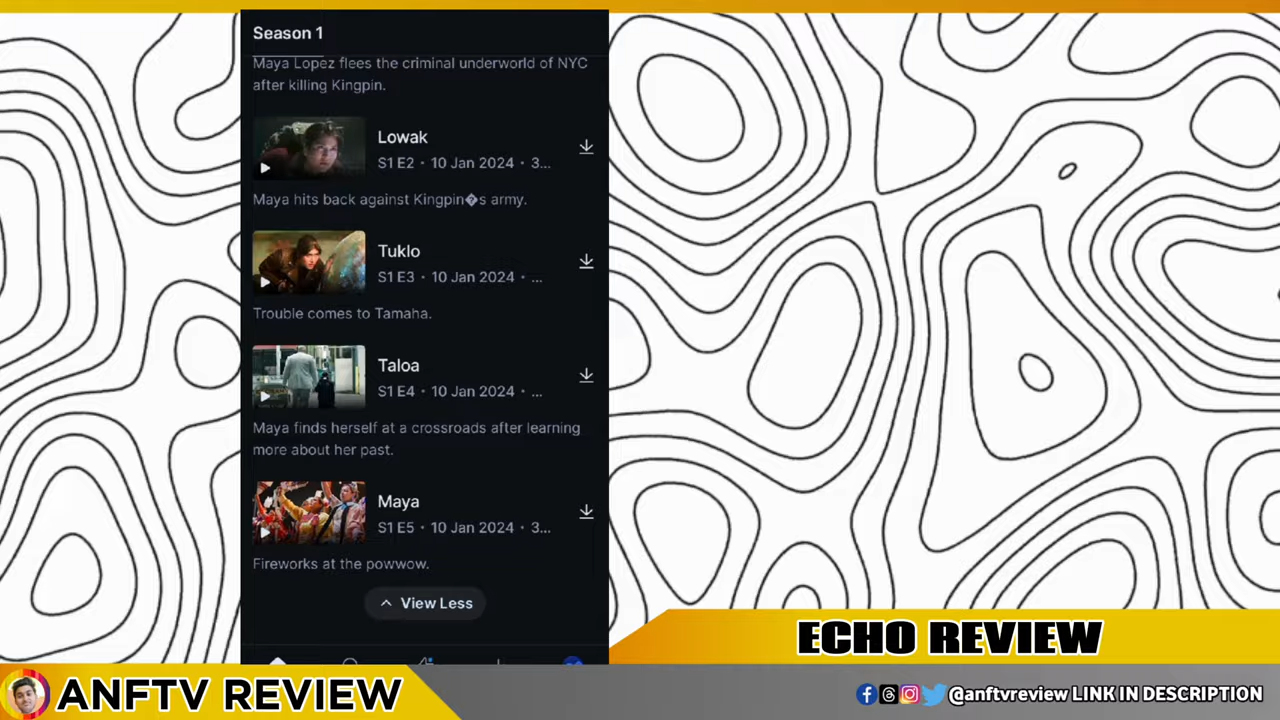 Season 1
Maya Lopez flees the criminal underworld of NYC
after killing Kingpin.
Lowak
S1 E2 • 10 Jan 2024 • 3...
Maya hits back against Kingpin�s army.
Tuklo
S1 E3 • 10 Jan 2024 • ...
Trouble comes to Tamaha.
Taloa
S1 E4 • 10 Jan 2024 • ...
Maya finds herself at a crossroads after learning
more about her past.
Maya
S1 E5 • 10 Jan 2024 • 3...
Fireworks at the powwow.
View Less
ECHO REVIEW
ANFTV REVIEW
@anftvreview LINK IN DESCRIPTION